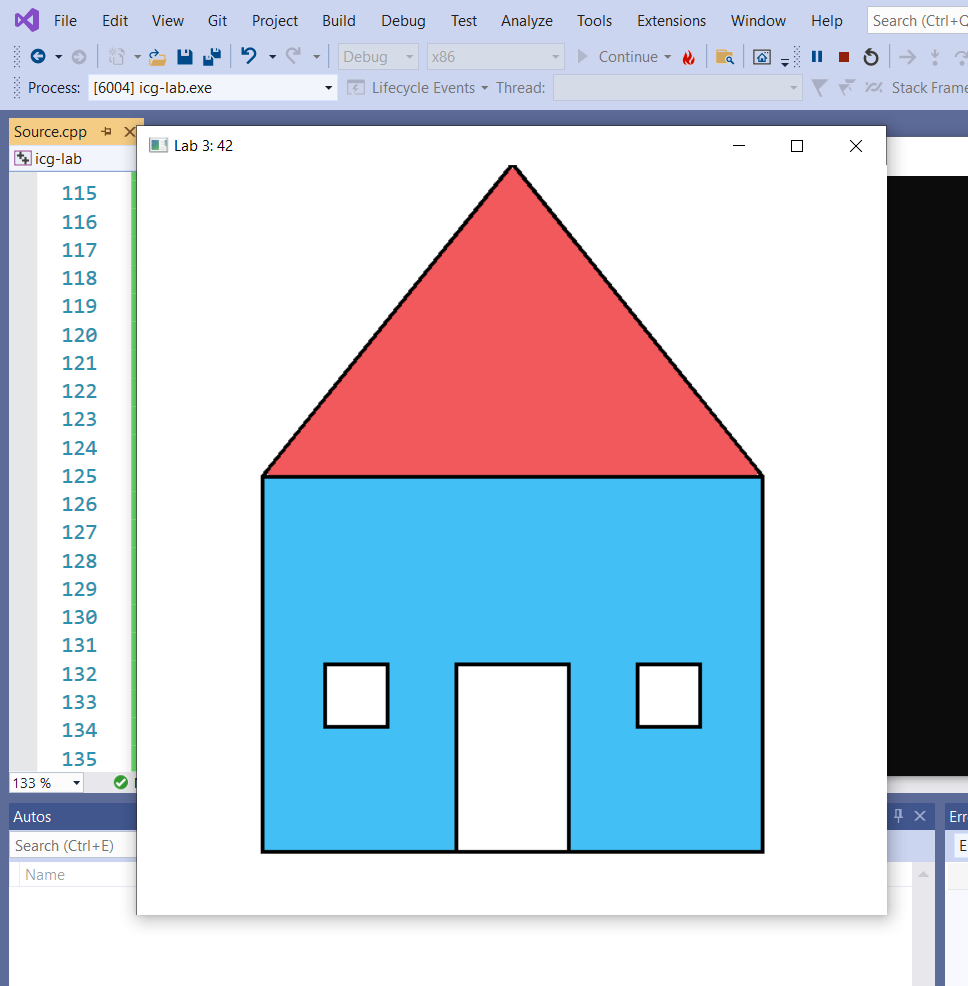 File Edit View Git Project Build Debug Test Analyze Tools Extensions Window Help Search (Ctrl+Q
Debug x86 Continue
Process: [6004] icg-lab.exe Lifecycle Events Thread: Stack Frame
Source.cpp
Lab 3: 42
icg-lab
115
116
117
118
119
120
121
122
123
124
125
126
127
128
129
130
131
132
133
134
135
133 %
Autos
Err
Search (Ctrl+E)
E
Name